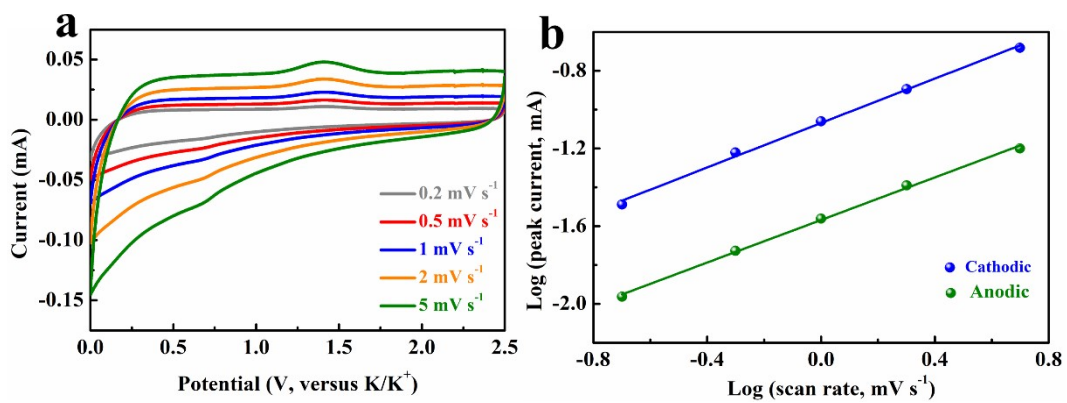 a
0.05
0.00
-0.05
-0.10
-0.15
Current (mA)
0.2 mV s⁻¹
0.5 mV s⁻¹
1 mV s⁻¹
2 mV s⁻¹
5 mV s⁻¹
0.0 0.5 1.0 1.5 2.0 2.5
Potential (V, versus K/K⁺)
b
-0.8
-1.2
-1.6
-2.0
Log (peak current, mA)
Cathodic
Anodic
-0.8 -0.4 0.0 0.4 0.8
Log (scan rate, mV s⁻¹)